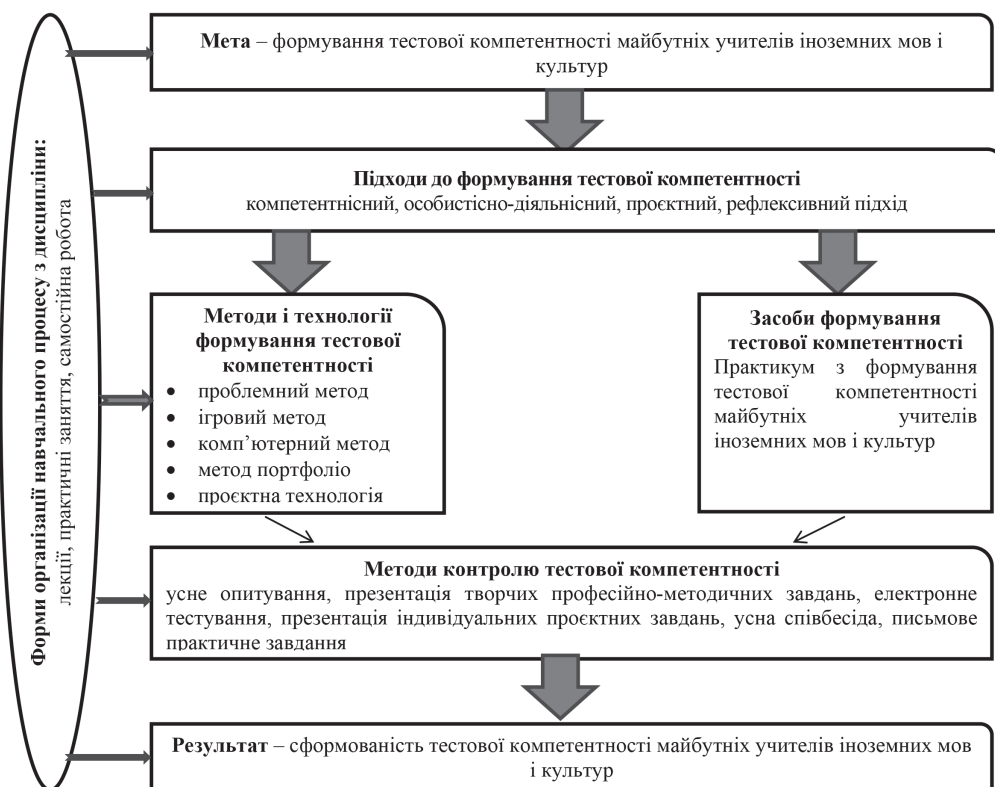 Форми організації навчального процесу з дисципліни:
лекції, практичні заняття, самостійна робота
Мета – формування тестової компетентності майбутніх учителів іноземних мов і
культур
Підходи до формування тестової компетентності
компетентнісний, особистісно-діяльнісний, проєктний, рефлексивний підхід
Методи і технології
формування тестової
компетентності
• проблемний метод
• ігровий метод
• комп’ютерний метод
• метод портфоліо
• проєктна технологія
Засоби формування
тестової компетентності
Практикум з формування
тестової компетентності
майбутніх учителів
іноземних мов і культур
Методи контролю тестової компетентності
усне опитування, презентація творчих професійно-методичних завдань, електронне
тестування, презентація індивідуальних проєктних завдань, усна співбесіда, письмове
практичне завдання
Результат – сформованість тестової компетентності майбутніх учителів іноземних мов
і культур